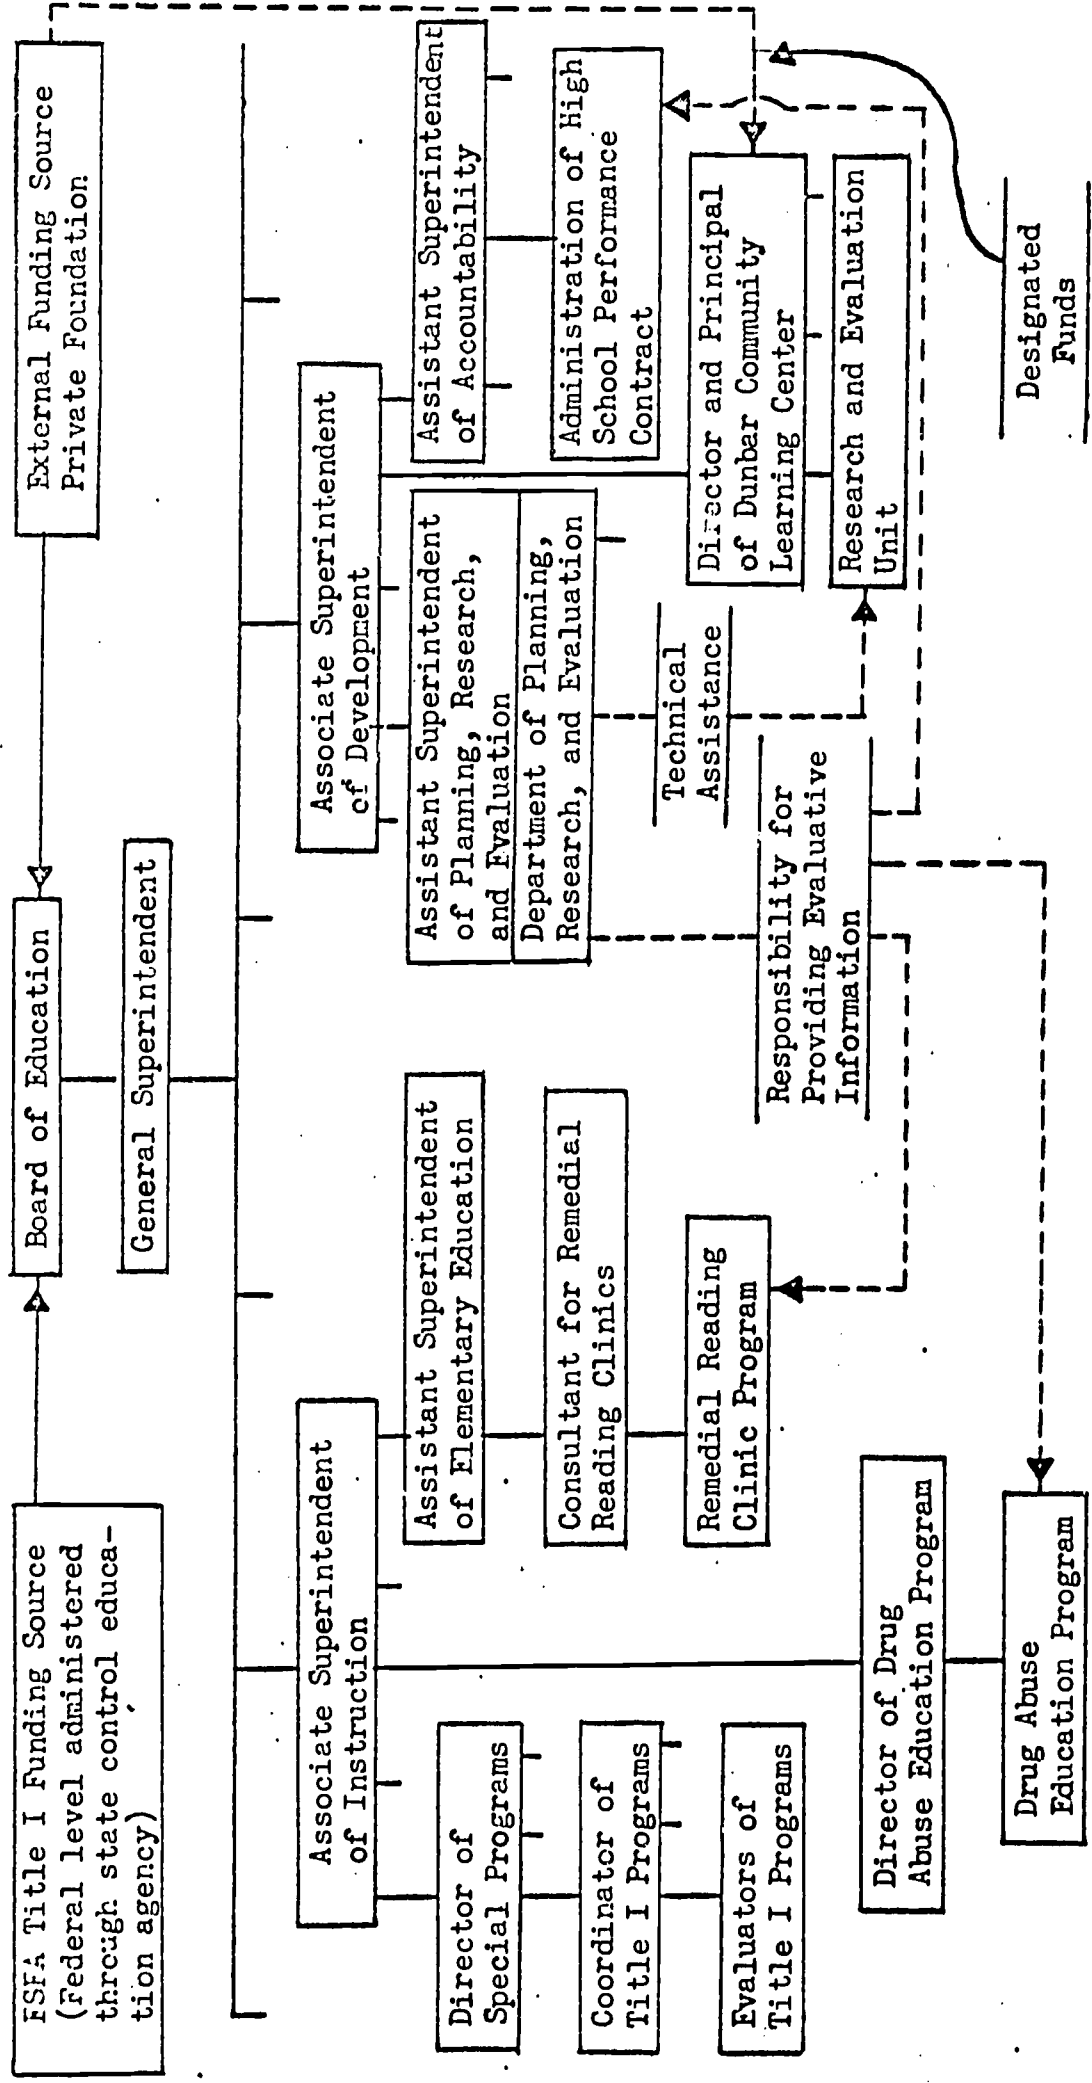 FSFA Title I Funding Source
(Federal level administered
through state control educa-
tion agency)
Board of Education
External Funding Source
Private Foundation
General Superintendent
Associate Superintendent
of Instruction
Associate Superintendent
of Development
Director of
Special Programs
Coordinator of
Title I Programs
Evaluators of
Title I Programs
Assistant Superintendent
of Elementary Education
Consultant for Remedial
Reading Clinics
Remedial Reading
Clinic Program
Director of Drug
Abuse Education Program
Drug Abuse
Education Program
Assistant Superintendent
of Planning, Research,
and Evaluation
Department of Planning,
Research, and Evaluation
Technical
Assistance
Responsibility for
Providing Evaluative
Information
Assistant Superintendent
of Accountability
Administration of High
School Performance
Contract
Director and Principal
of Dunbar Community
Learning Center
Research and Evaluation
Unit
Designated
Funds